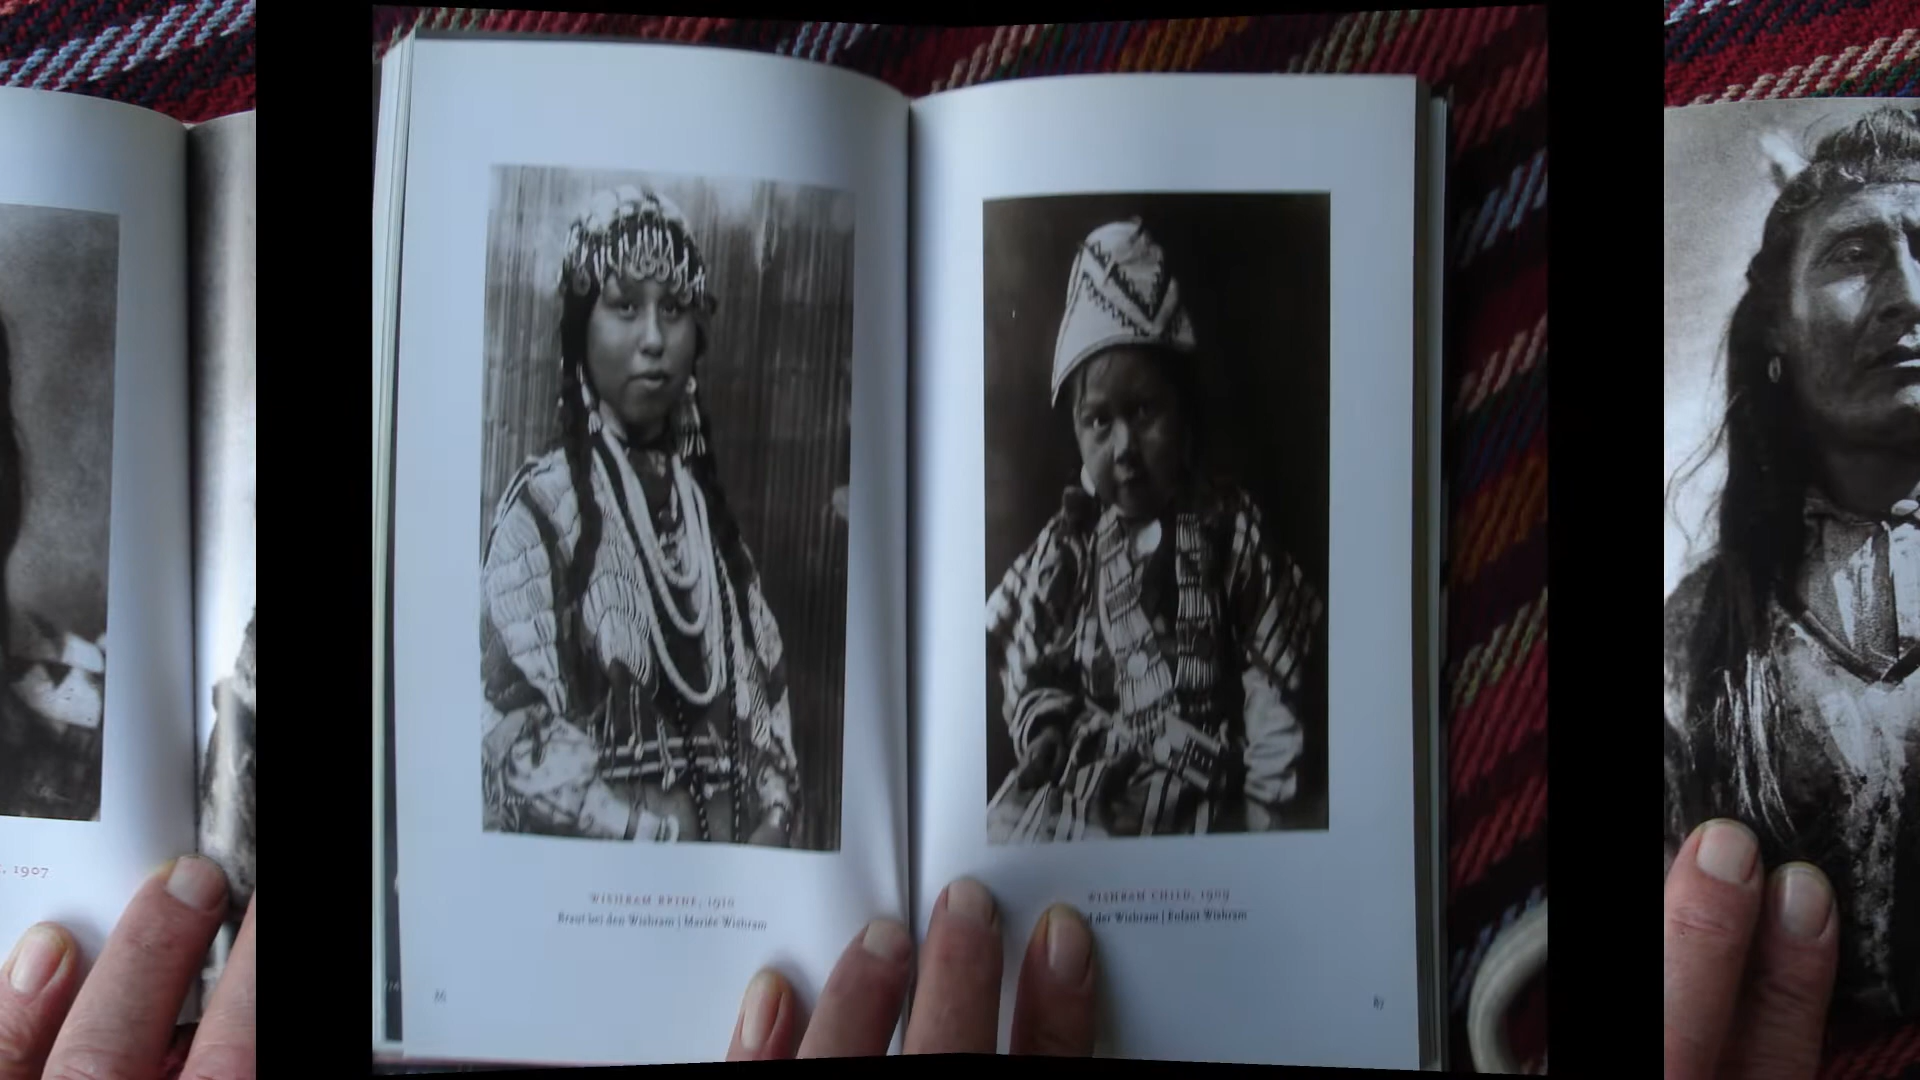 , 1907
WISHRAM BRIDE, 1910
Braut bei den Wishram | Mariée Wishram
86
WISHRAM CHILD, 1909
d der Wishram | Enfant Wishram
87